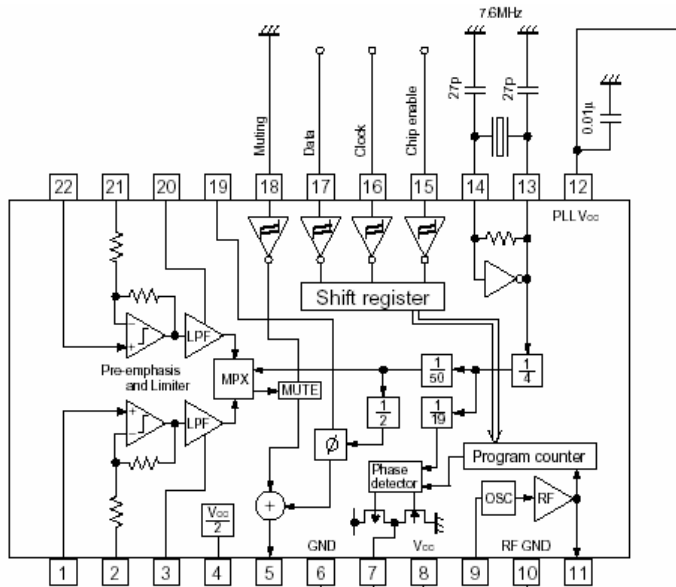 7.6MHz
27p
27p
0.01μ
Muting
Data
Clock
Chip enable
22 21 20 19 18 17 16 15 14 13 12
PLL Vcc
Shift register
LPF
Pre-emphasis
and Limiter
MPX
MUTE
1/50
1/4
1/2
1/19
LPF
ϕ
Phase
detector
Program counter
OSC
RF
Vcc/2
+
GND
Vcc
RF GND
1 2 3 4 5 6 7 8 9 10 11